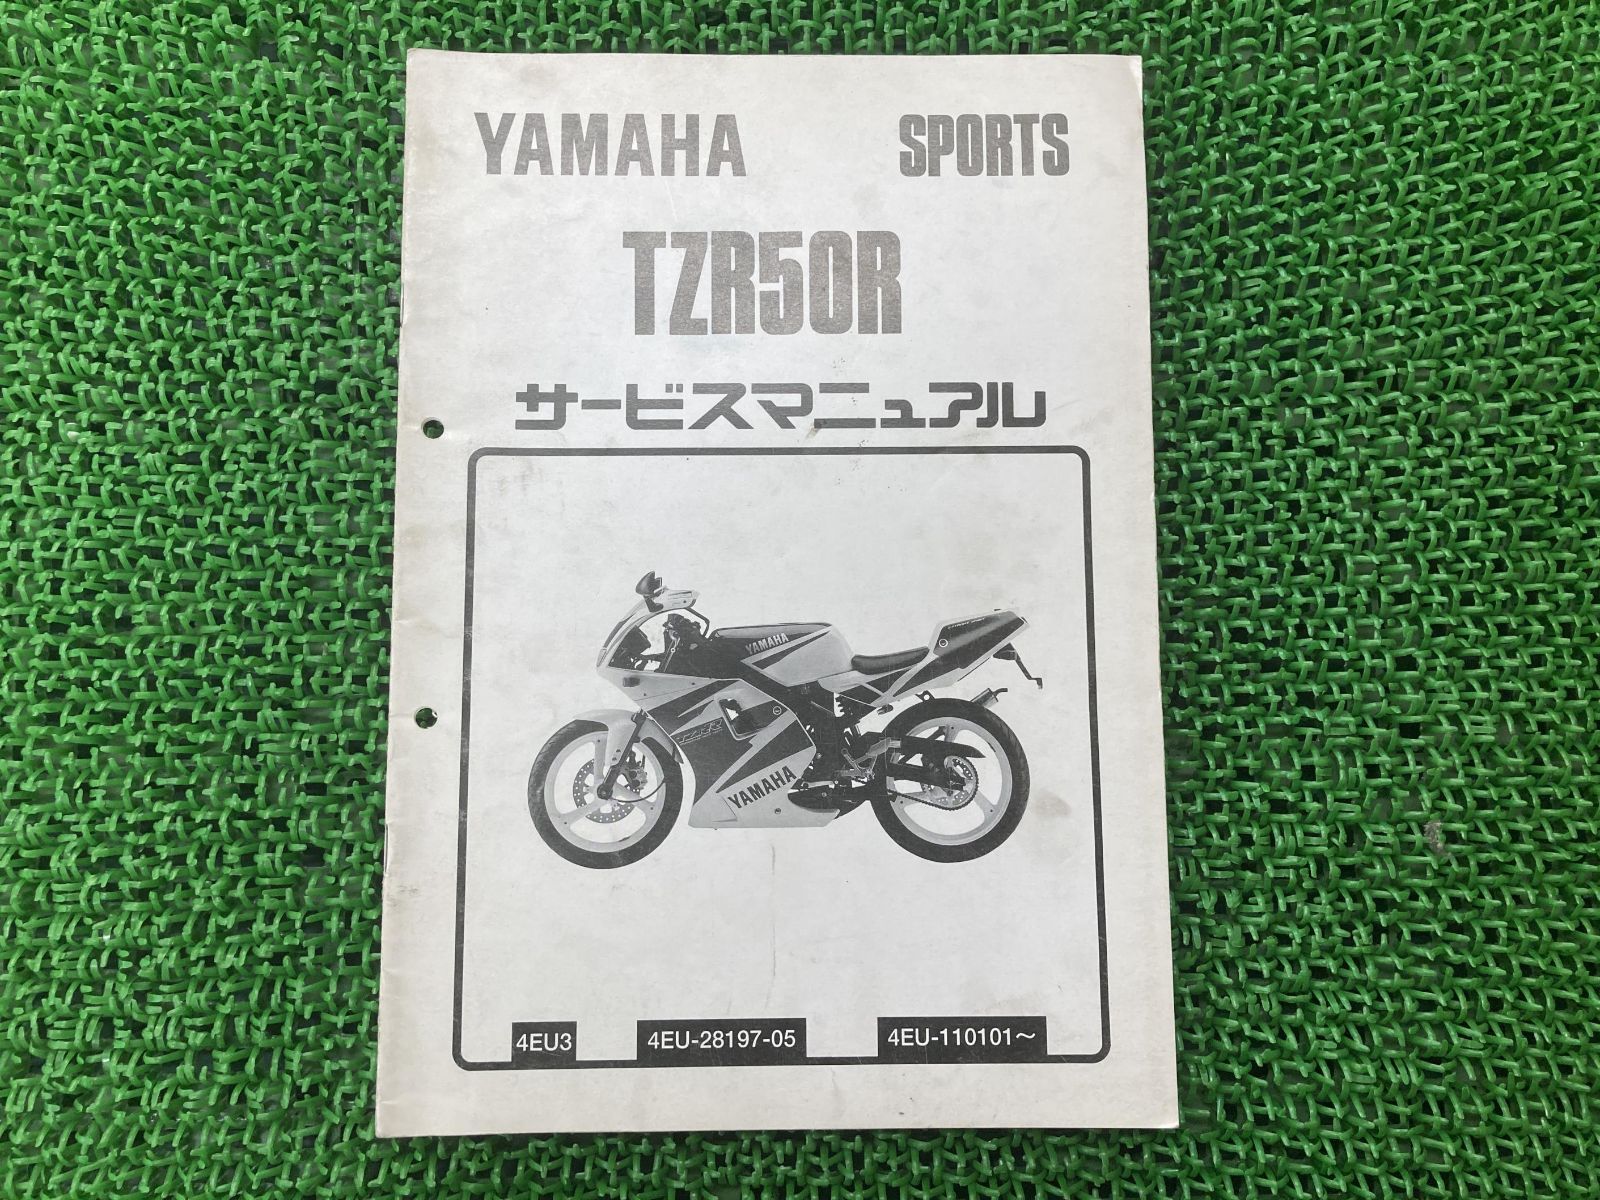 YAMAHA SPORTS
TZR50R
サービスマニュアル
YAMAHA
TZR
YAMAHA
4EU3 4EU-28197-05 4EU-110101～